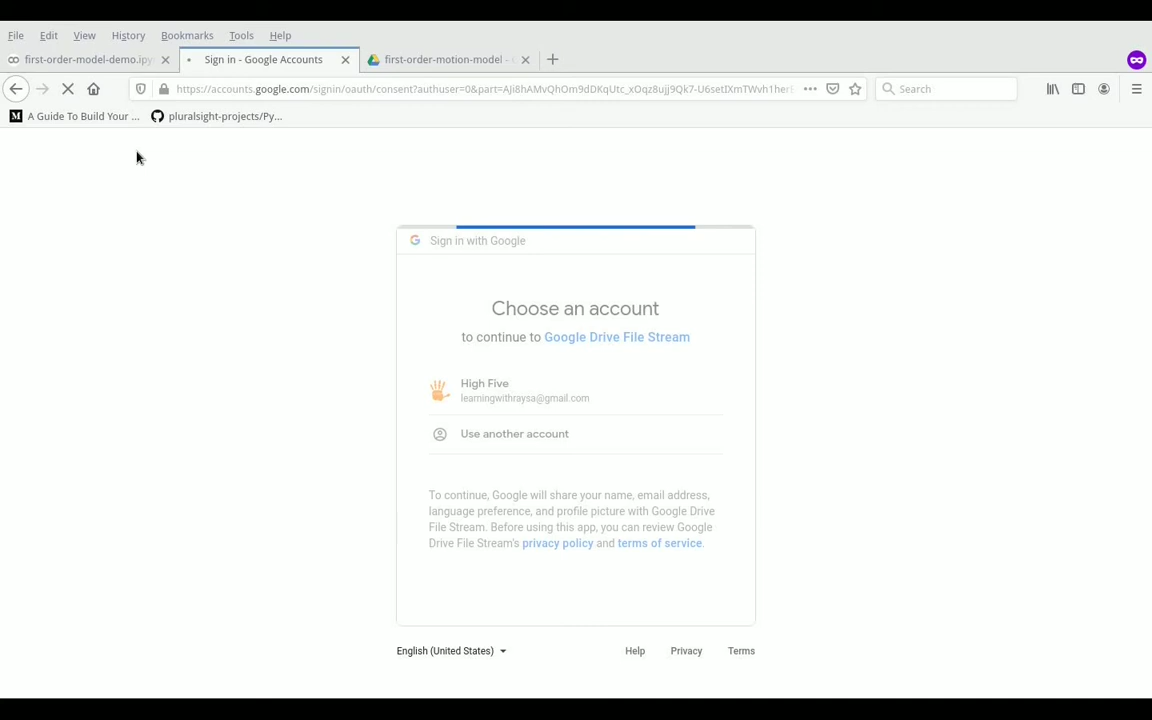 File Edit View History Bookmarks Tools Help
first-order-model-demo.ipy
Sign in - Google Accounts
first-order-motion-model -
https://accounts.google.com/signin/oauth/consent?authuser=0&part=
Search
A Guide To Build Your ...
pluralsight-projects/Py...
Sign in with Google
Choose an account
to continue to Google Drive File Stream
High Five
learningwithraysa@gmail.com
Use another account
To continue, Google will share your name, email address,
language preference, and profile picture with Google Drive
File Stream. Before using this app, you can review Google
Drive File Stream's privacy policy and terms of service.
English (United States)
Help
Privacy
Terms